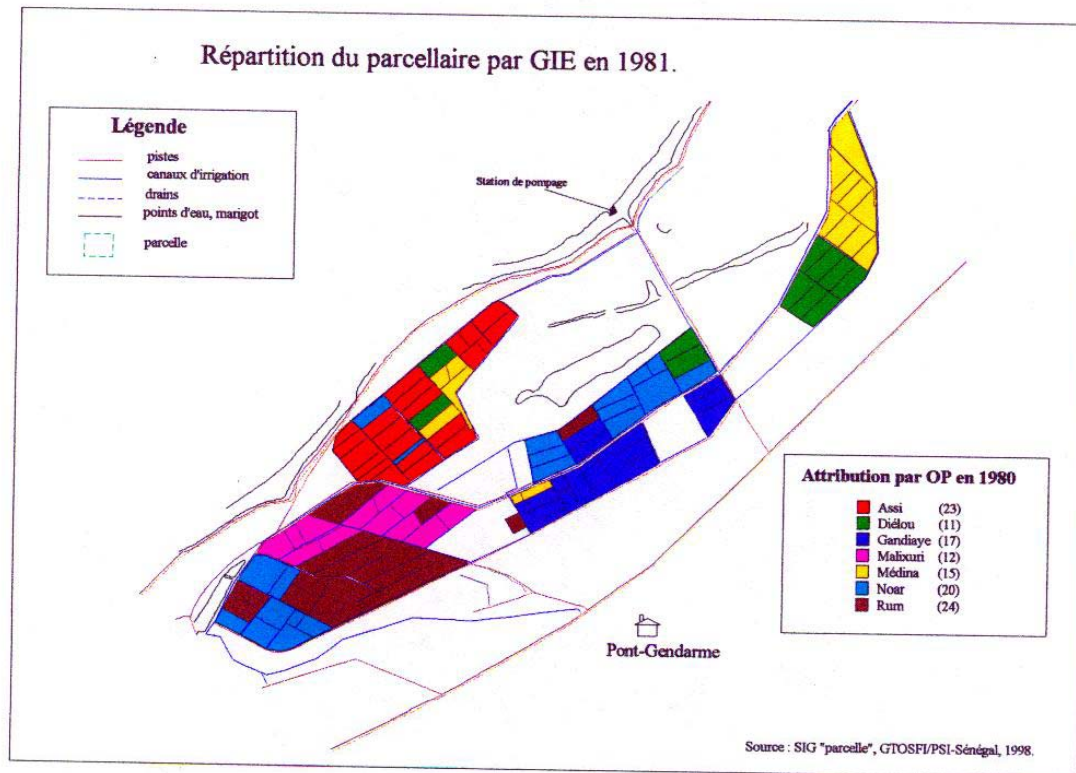 Répartition du parcellaire par GIE en 1981.
Légende
pistes
canaux d'irrigation
drains
points d'eau, marigot
parcelle
Station de pompage
Attribution par OP en 1980
Assi (23)
Diélou (11)
Gandiaye (17)
Malixuri (12)
Médina (15)
Noar (20)
Rum (24)
Pont-Gendarme
Source : SIG "parcelle", GTOSFI/PSI-Sénégal, 1998.